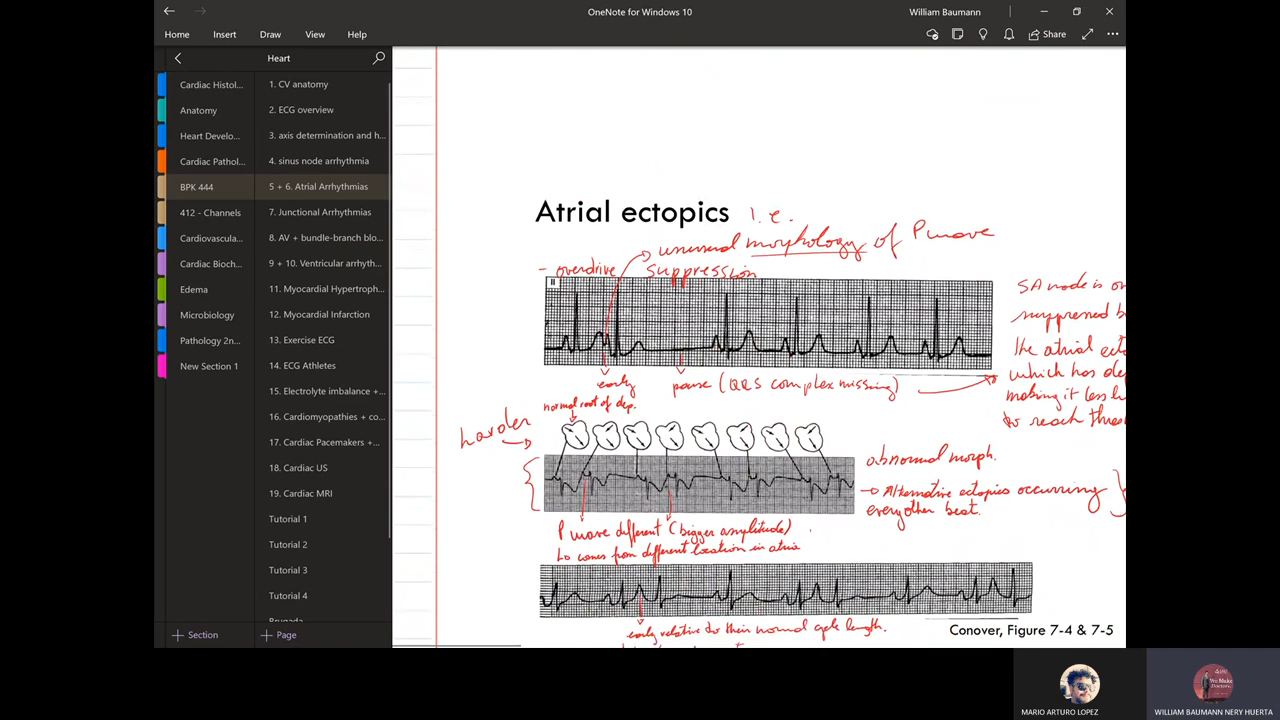 OneNote for Windows 10
William Baumann
Home Insert Draw View Help
Share
Heart
Cardiac Histol...
Anatomy
Heart Develo...
Cardiac Pathol...
BPK 444
412 - Channels
Cardiovascula...
Cardiac Bioch...
Edema
Microbiology
Pathology 2n...
New Section 1
1. CV anatomy
2. ECG overview
3. axis determination and h...
4. sinus node arrhythmia
5 + 6. Atrial Arrhythmias
7. Junctional Arrhythmias
8. AV + bundle-branch blo...
9 + 10. Ventricular arrhyth...
11. Myocardial Hypertroph...
12. Myocardial Infarction
13. Exercise ECG
14. ECG Athletes
15. Electrolyte imbalance +...
16. Cardiomyopathies + co...
17. Cardiac Pacemakers +...
18. Cardiac US
19. Cardiac MRI
Tutorial 1
Tutorial 2
Tutorial 3
Tutorial 4
Brugada
+ Section
+ Page
Atrial ectopics i.e.
unusual morphology of P wave
- overdrive suppression
II
SA node is
suppressed b
the atrial ect
which has de
making it less
to reach thres
early
pause (QRS complex missing)
normal root of dep.
harder
abnormal morph.
→ Alternative ectopics occurring
every other beat.
P wave different (bigger amplitude)
↳ comes from different location in atria
early relative to their normal cycle length.
Conover, Figure 7-4 & 7-5
MARIO ARTURO LOPEZ
WILLIAM BAUMANN NERY HUERTA